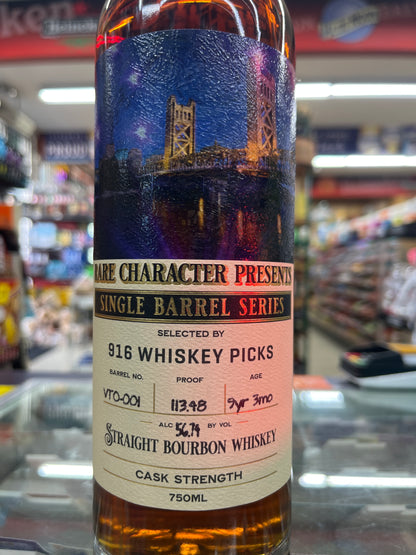 RARE CHARACTER PRESENTS
SINGLE BARREL SERIES
SELECTED BY
916 WHISKEY PICKS
BARREL NO. PROOF AGE
VTO-001 113.48 9yr 3mo
ALC 56.74 BY VOL
STRAIGHT BOURBON WHISKEY
CASK STRENGTH
750ML